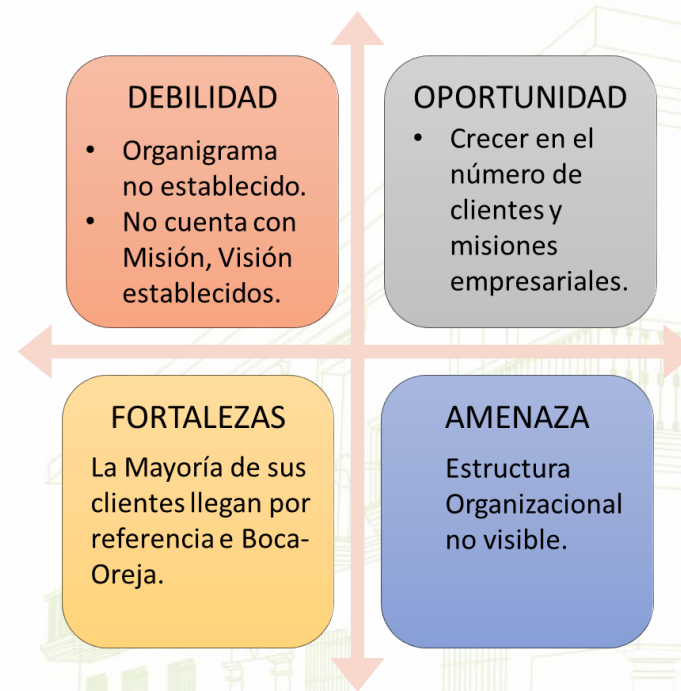 DEBILIDAD
• Organigrama
no establecido.
• No cuenta con
Misión, Visión
establecidos.
OPORTUNIDAD
• Crecer en el
número de
clientes y
misiones
empresariales.
FORTALEZAS
La Mayoría de sus
clientes llegan por
referencia e Boca-
Oreja.
AMENAZA
Estructura
Organizacional
no visible.